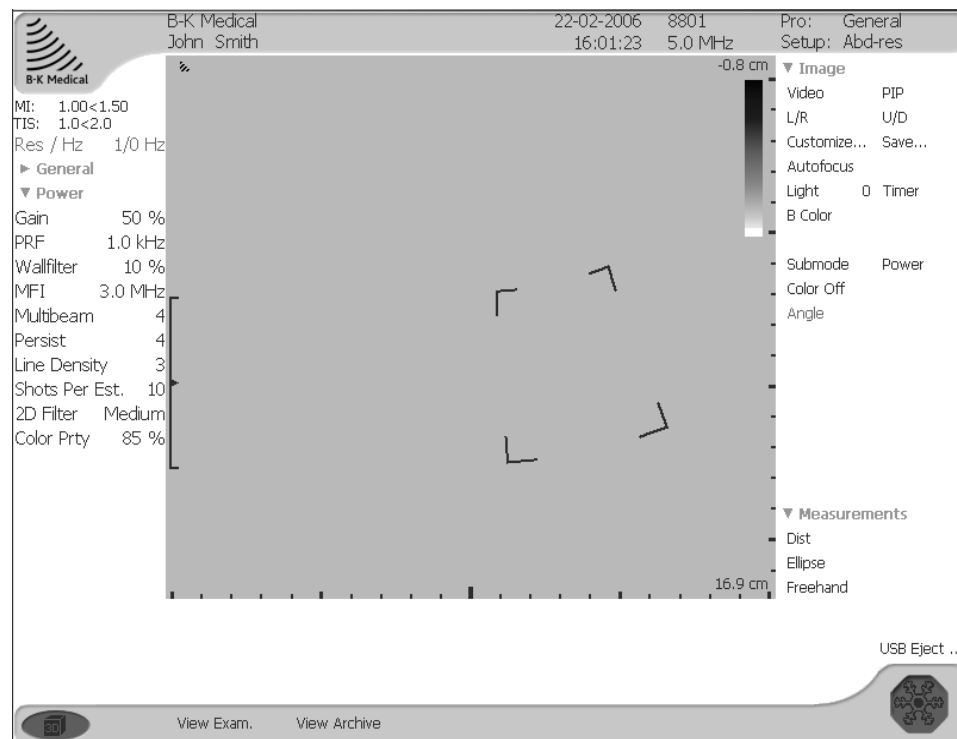 B-K Medical 22-02-2006 8801 Pro: General
John Smith 16:01:23 5.0 MHz Setup: Abd-res
B-K Medical
MI: 1.00<1.50
TIS: 1.0<2.0
Res / Hz 1/0 Hz
▶ General
▼ Power
Gain 50 %
PRF 1.0 kHz
Wallfilter 10 %
MFI 3.0 MHz
Multibeam 4
Persist 4
Line Density 3
Shots Per Est. 10
2D Filter Medium
Color Prty 85 %
-0.8 cm
16.9 cm
▼ Image
Video PIP
L/R U/D
Customize... Save...
Autofocus
Light 0 Timer
B Color
Submode Power
Color Off
Angle
▼ Measurements
Dist
Ellipse
Freehand
USB Eject ..
3D View Exam. View Archive